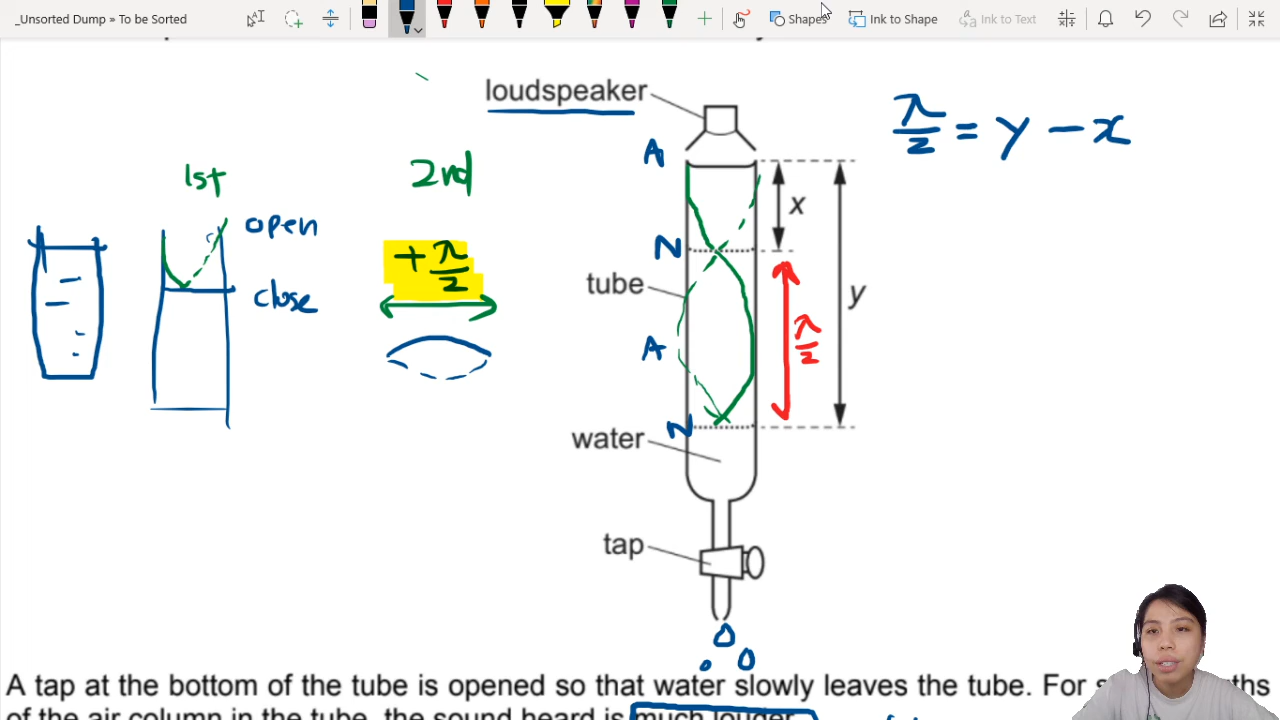 _Unsorted Dump » To be Sorted
Shapes
Ink to Shape
Ink to Text
loudspeaker
A
λ/2 = y − x
1st
2nd
open
x
+ λ/2
N
tube
close
y
λ/2
A
N
water
tap
A tap at the bottom of the tube is opened so that water slowly leaves the tube. For
of the air column in the tube, the sound heard is much louder.